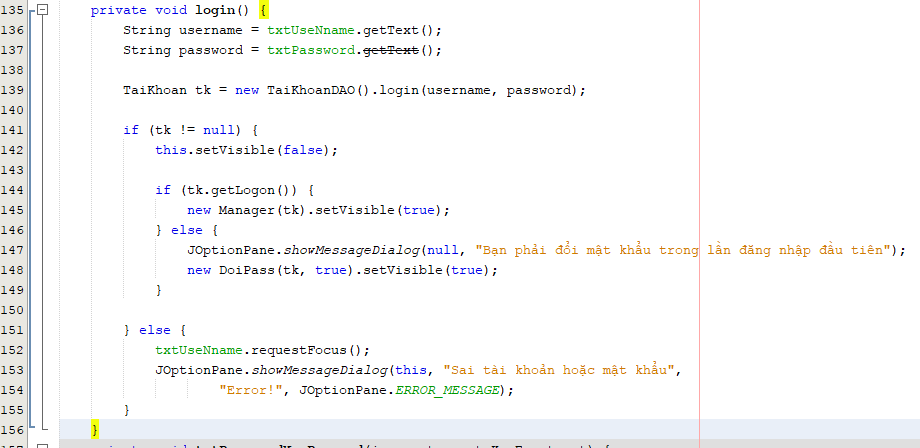 135 private void login() {
136 String username = txtUseNname.getText();
137 String password = txtPassword.getText();
138
139 TaiKhoan tk = new TaiKhoanDAO().login(username, password);
140
141 if (tk != null) {
142 this.setVisible(false);
143
144 if (tk.getLogon()) {
145 new Manager(tk).setVisible(true);
146 } else {
147 JOptionPane.showMessageDialog(null, "Bạn phải đổi mật khẩu trong lần đăng nhập đầu tiên");
148 new DoiPass(tk, true).setVisible(true);
149 }
150
151 } else {
152 txtUseNname.requestFocus();
153 JOptionPane.showMessageDialog(this, "Sai tài khoản hoặc mật khẩu",
154 "Error!", JOptionPane.ERROR_MESSAGE);
155 }
156 }